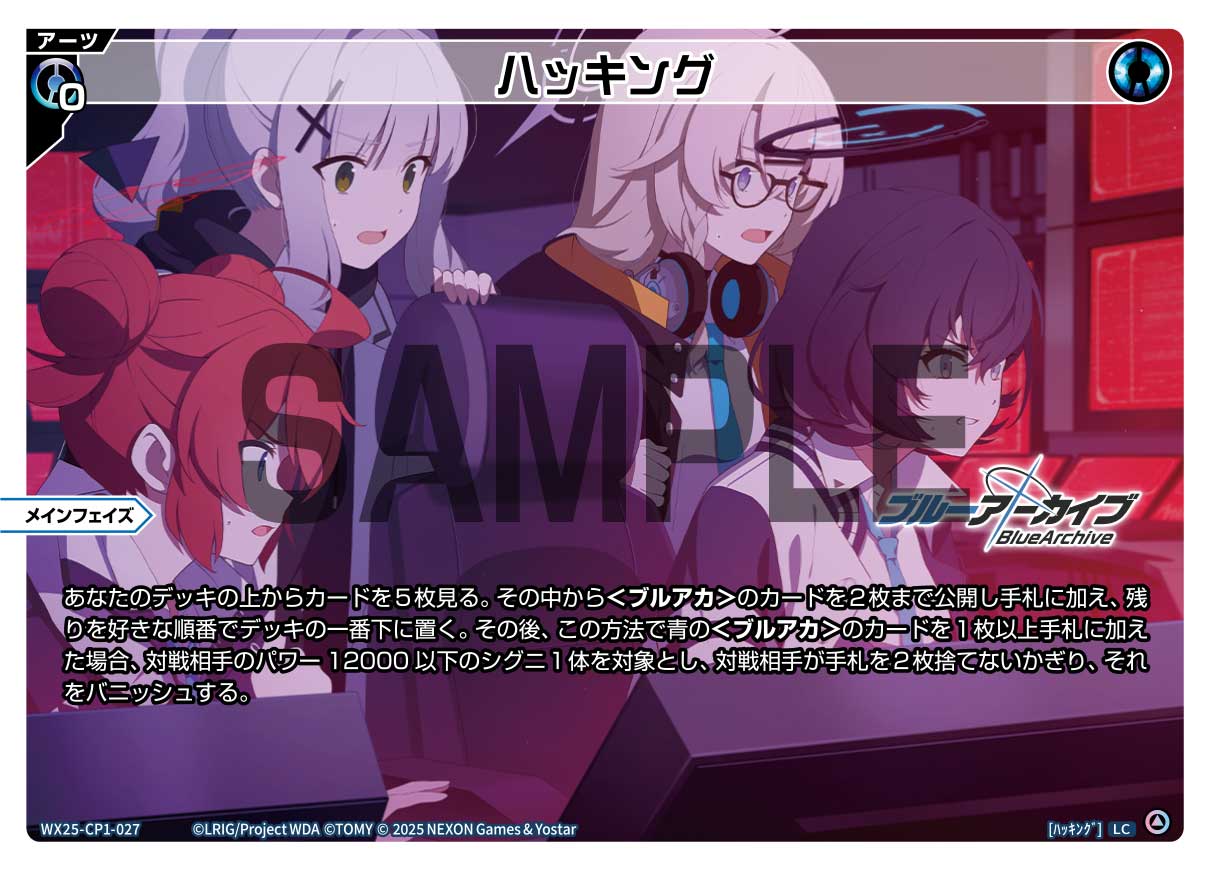 アーツ
ハッキング
0
SAMPLE
ブルーアーカイブ
BlueArchive
メインフェイズ
あなたのデッキの上からカードを5枚見る。その中から<ブルアカ>のカードを2枚まで公開し手札に加え、残
りを好きな順番でデッキの一番下に置く。その後、この方法で青の<ブルアカ>のカードを1枚以上手札に加え
た場合、対戦相手のパワー12000以下のシグニ1体を対象とし、対戦相手が手札を2枚捨てないかぎり、それ
をバニッシュする。
WX25-CP1-027 ©LRIG/Project WDA ©TOMY © 2025 NEXON Games & Yostar [ﾊｯｷﾝｸﾞ] LC